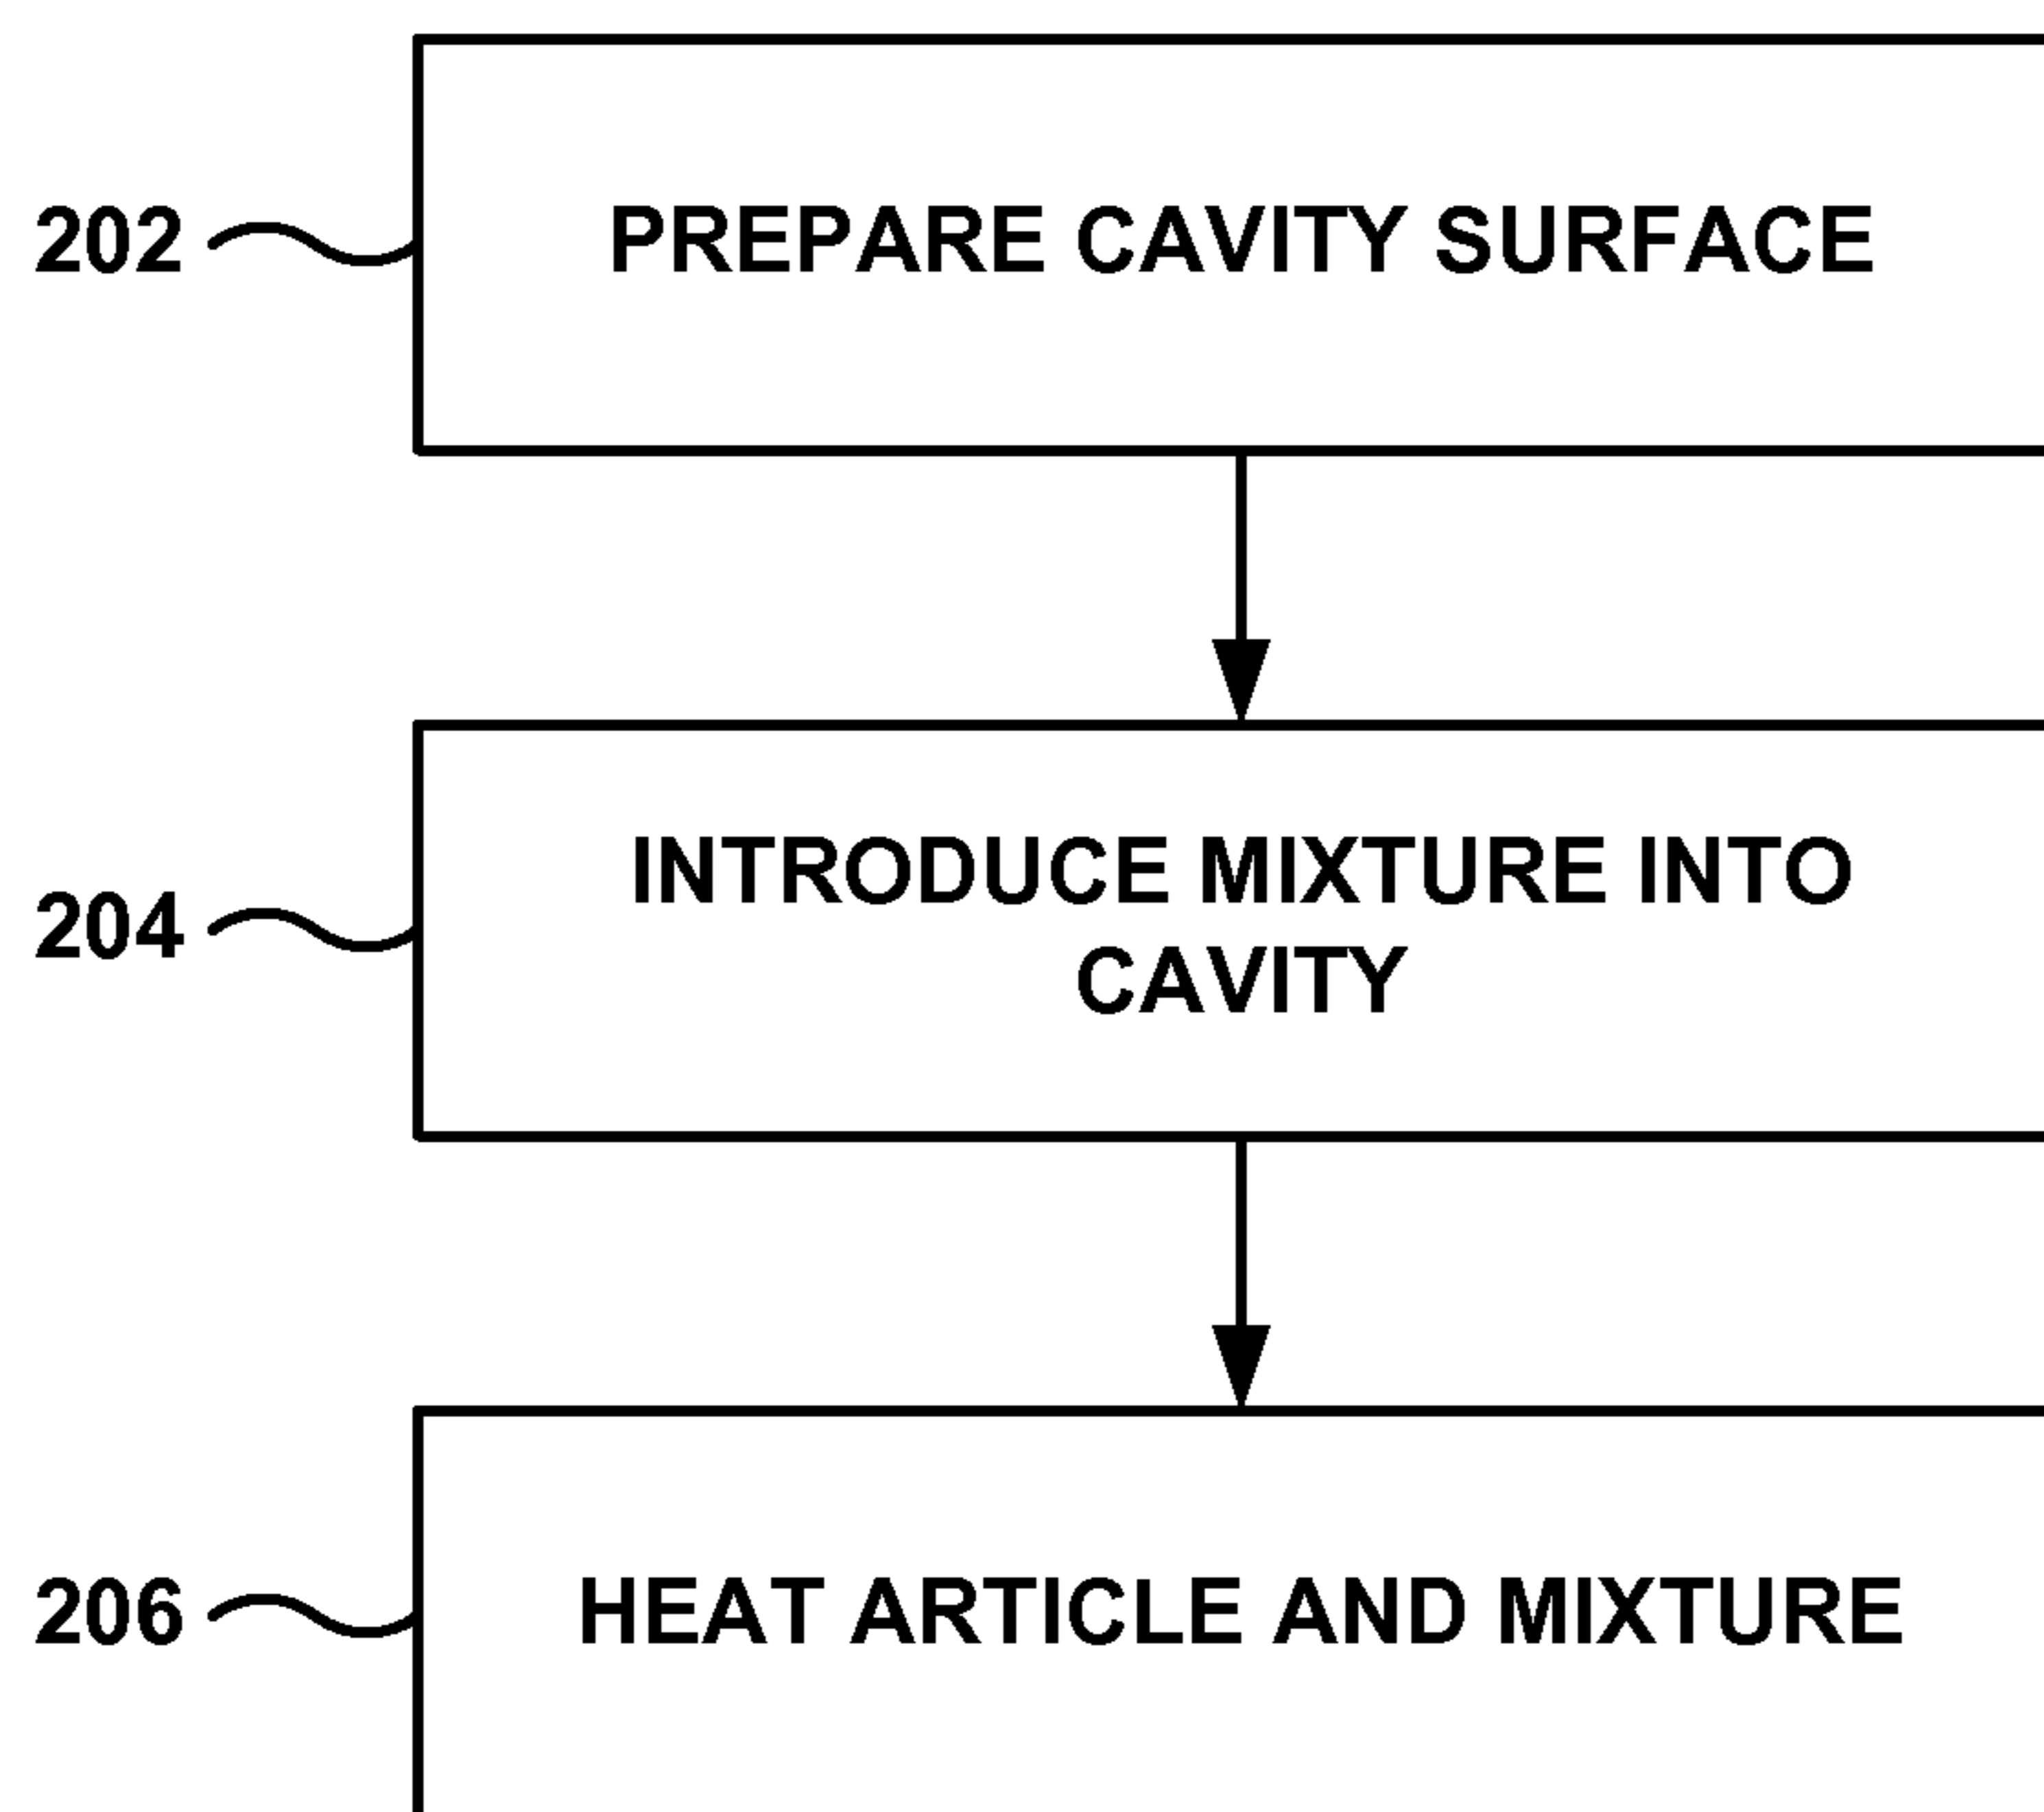 202 PREPARE CAVITY SURFACE
204 INTRODUCE MIXTURE INTO
CAVITY
206 HEAT ARTICLE AND MIXTURE